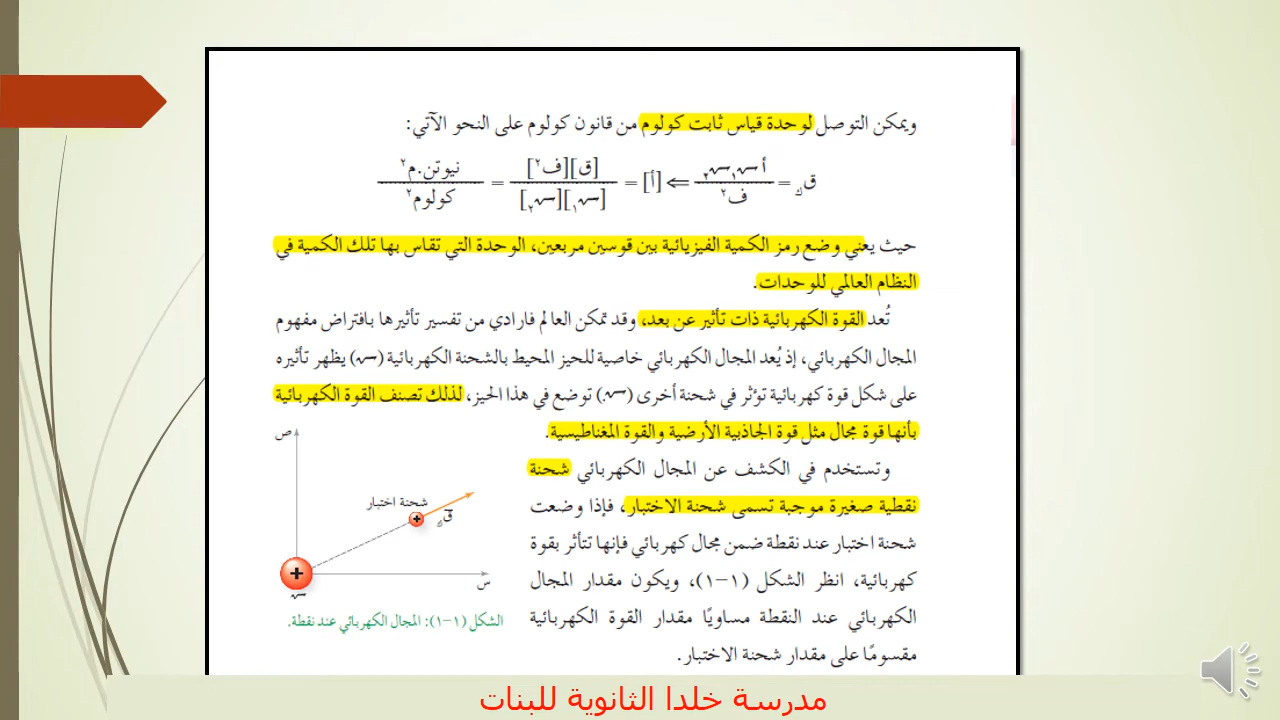 ويمكن التوصل لوحدة قياس ثابت كولوم من قانون كولوم على النحو الآتي:
ق ك = أ س١ س٢ / ف٢ ⇐ [أ] = [ق][ف٢] / [س١][س٢] = نيوتن.م٢ / كولوم٢
حيث يعني وضع رمز الكمية الفيزيائية بين قوسين مربعين، الوحدة التي تقاس بها تلك الكمية في
النظام العالمي للوحدات.
تُعد القوة الكهربائية ذات تأثير عن بعد، وقد تمكن العالم فارادي من تفسير تأثيرها بافتراض مفهوم
المجال الكهربائي، إذ يُعد المجال الكهربائي خاصية للحيز المحيط بالشحنة الكهربائية (س) يظهر تأثيره
على شكل قوة كهربائية تؤثر في شحنة أخرى (س.) توضع في هذا الحيز، لذلك تصنف القوة الكهربائية
بأنها قوة مجال مثل قوة الجاذبية الأرضية والقوة المغناطيسية.
وتستخدم في الكشف عن المجال الكهربائي شحنة
نقطية صغيرة موجبة تسمى شحنة الاختبار، فإذا وضعت
شحنة اختبار عند نقطة ضمن مجال كهربائي فإنها تتأثر بقوة
كهربائية، انظر الشكل (١-١)، ويكون مقدار المجال
الكهربائي عند النقطة مساويًا مقدار القوة الكهربائية
مقسومًا على مقدار شحنة الاختبار.
ص
شحنة اختبار
+
ق ك
+
س
س
الشكل (١-١): المجال الكهربائي عند نقطة.
مدرسة خلدا الثانوية للبنات